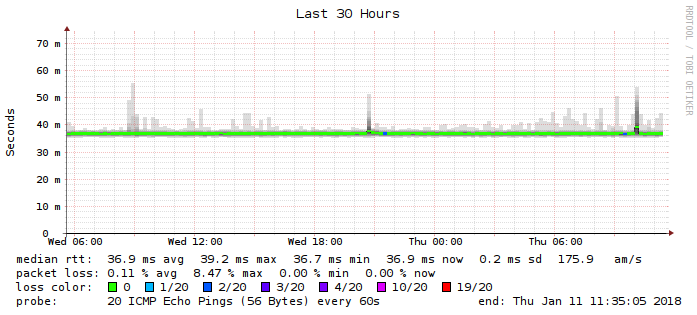 Last 30 Hours
RRDTOOL / TOBI OETIKER
Seconds
70 m
60 m
50 m
40 m
30 m
20 m
10 m
0
Wed 06:00 Wed 12:00 Wed 18:00 Thu 00:00 Thu 06:00
median rtt: 36.9 ms avg 39.2 ms max 36.7 ms min 36.9 ms now 0.2 ms sd 175.9 am/s
packet loss: 0.11 % avg 8.47 % max 0.00 % min 0.00 % now
loss color: 0 1/20 2/20 3/20 4/20 10/20 19/20
probe: 20 ICMP Echo Pings (56 Bytes) every 60s end: Thu Jan 11 11:35:05 2018